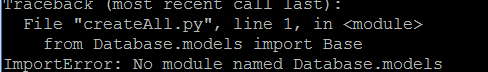 Traceback (most recent call last):
  File "createAll.py", line 1, in <module>
    from Database.models import Base
ImportError: No module named Database.models